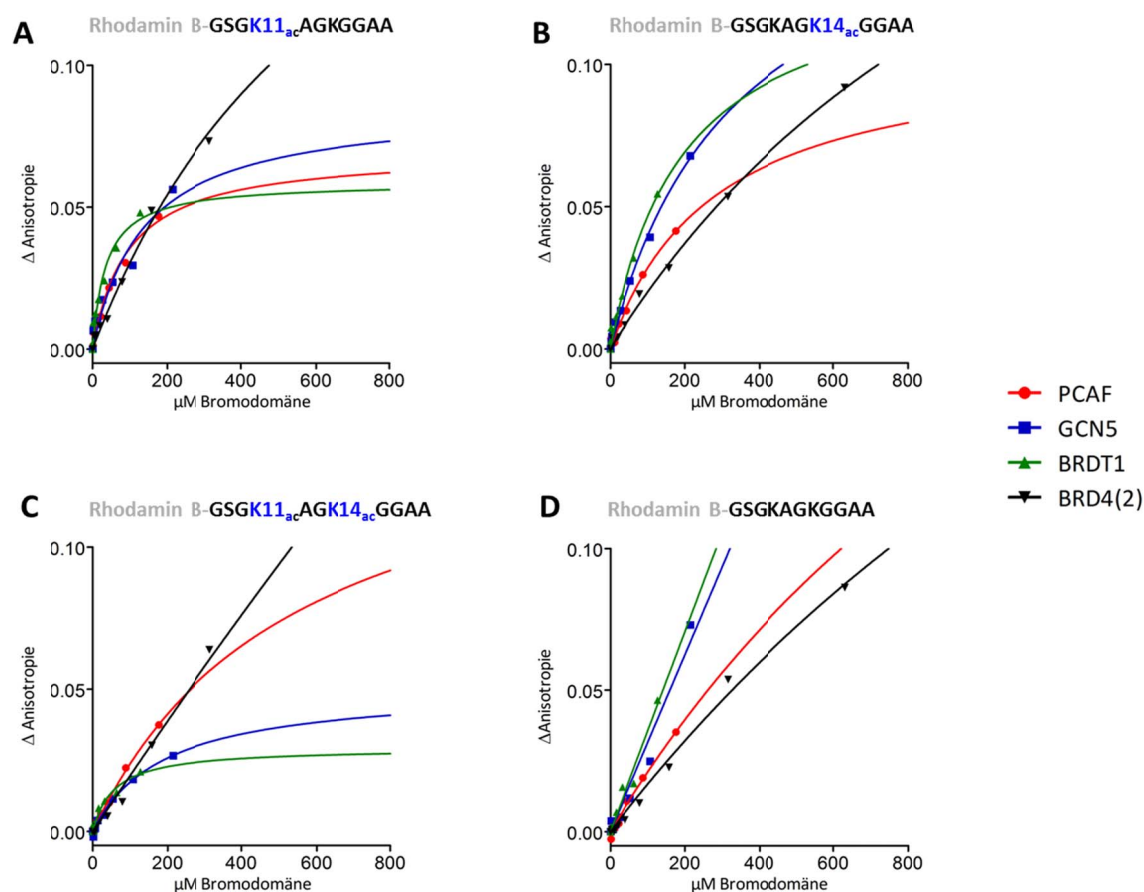 A
Rhodamin B-GSGK11acAGKGGAA
Δ Anisotropie
0.10
0.05
0.00
0 200 400 600 800
µM Bromodomäne
B
Rhodamin B-GSGKAGK14acGGAA
Δ Anisotropie
0.10
0.05
0.00
0 200 400 600 800
µM Bromodomäne
PCAF
GCN5
BRDT1
BRD4(2)
C
Rhodamin B-GSGK11acAGK14acGGAA
Δ Anisotropie
0.10
0.05
0.00
0 200 400 600 800
µM Bromodomäne
D
Rhodamin B-GSGKAGKGGAA
ΔAnisotropie
0.10
0.05
0.00
0 200 400 600 800
µM Bromodomäne